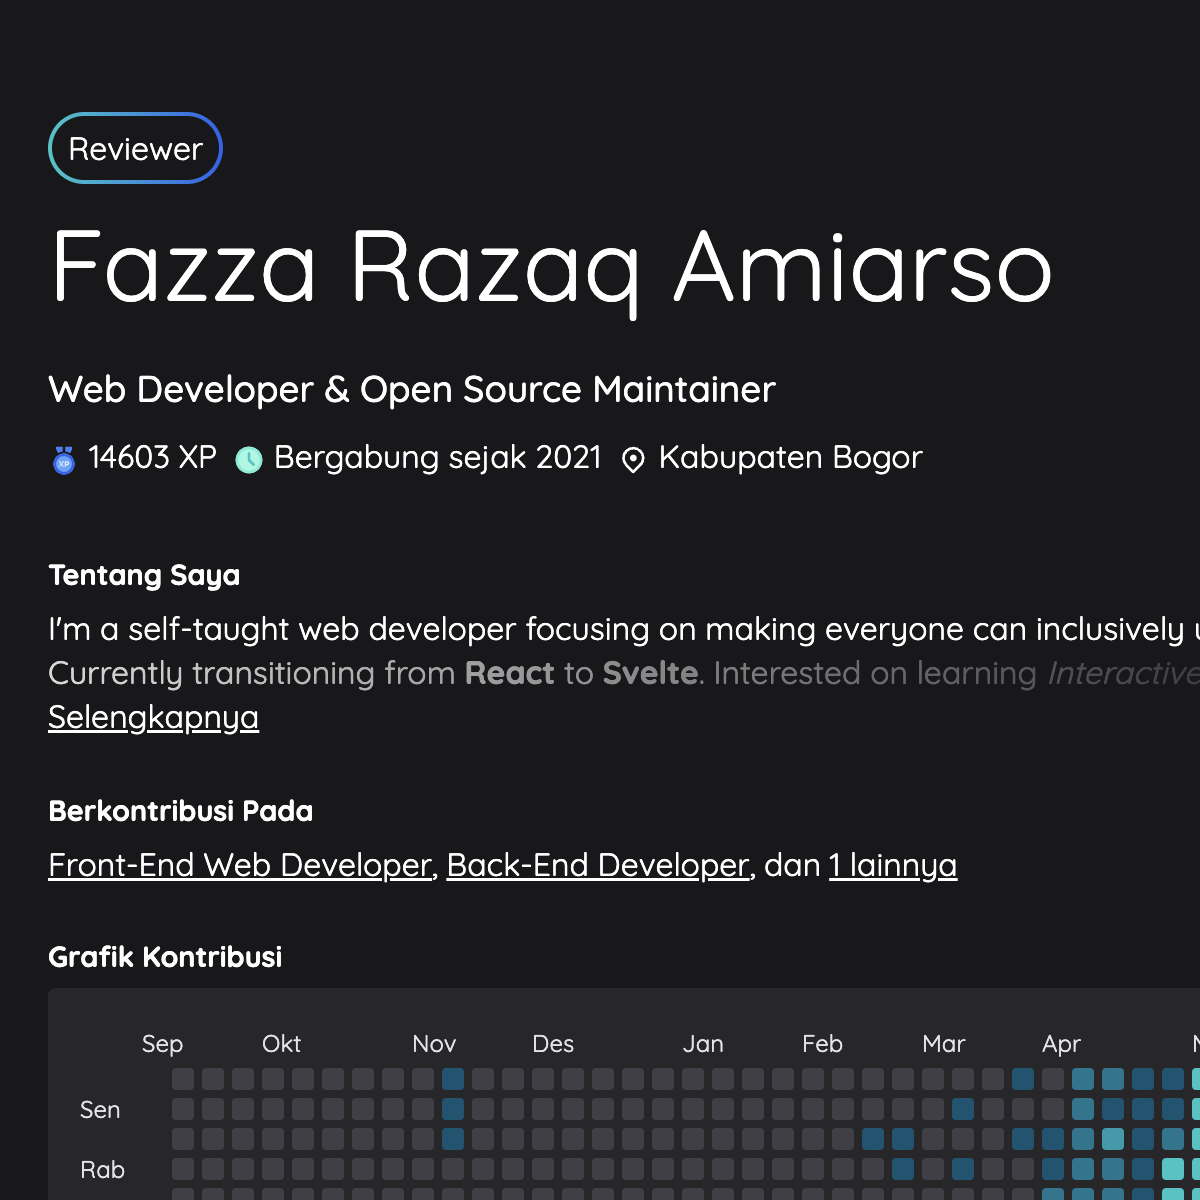 Reviewer
Fazza Razaq Amiarso
Web Developer & Open Source Maintainer
XP 14603 XP Bergabung sejak 2021 Kabupaten Bogor
Tentang Saya
I'm a self-taught web developer focusing on making everyone can inclusively
Currently transitioning from React to Svelte. Interested on learning Interactive
Selengkapnya
Berkontribusi Pada
Front-End Web Developer, Back-End Developer, dan 1 lainnya
Grafik Kontribusi
Sep Okt Nov Des Jan Feb Mar Apr
Sen
Rab